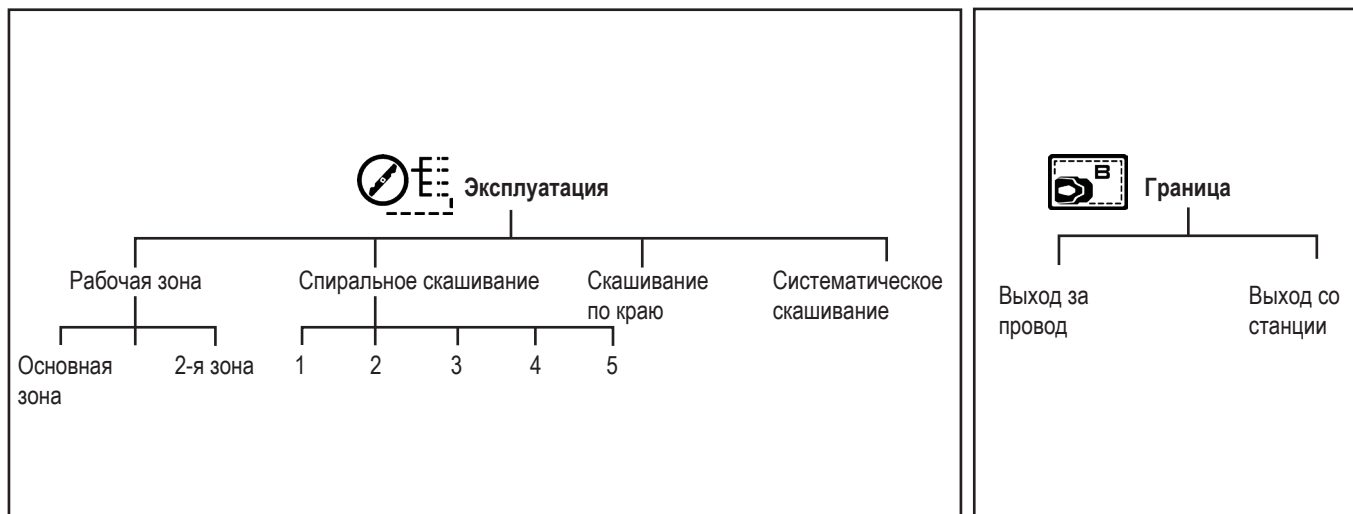 Эксплуатация
Рабочая зона
Спиральное скашивание
Скашивание
по краю
Систематическое
скашивание
Основная
зона
2-я зона
1 2 3 4 5
B
Граница
Выход за
провод
Выход со
станции